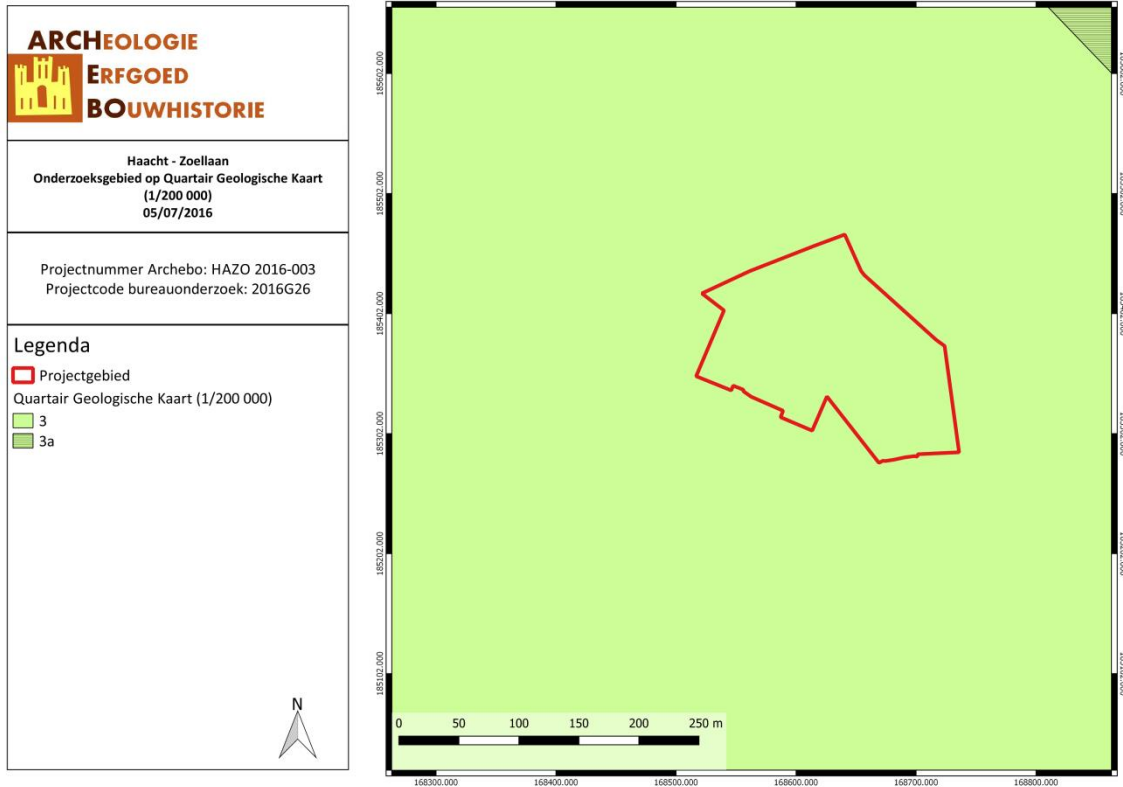 ARCHEOLOGIE
ERFGOED
BOUWHISTORIE
Haacht - Zoellaan
Onderzoeksgebied op Quartair Geologische Kaart
(1/200 000)
05/07/2016
Projectnummer Archebo: HAZO 2016-003
Projectcode bureauonderzoek: 2016G26
Legenda
Projectgebied
Quartair Geologische Kaart (1/200 000)
3
3a
N
185602.000
185502.000
185402.000
185302.000
185202.000
185102.000
0 50 100 150 200 250 m
168300.000 168400.000 168500.000 168600.000 168700.000 168800.000